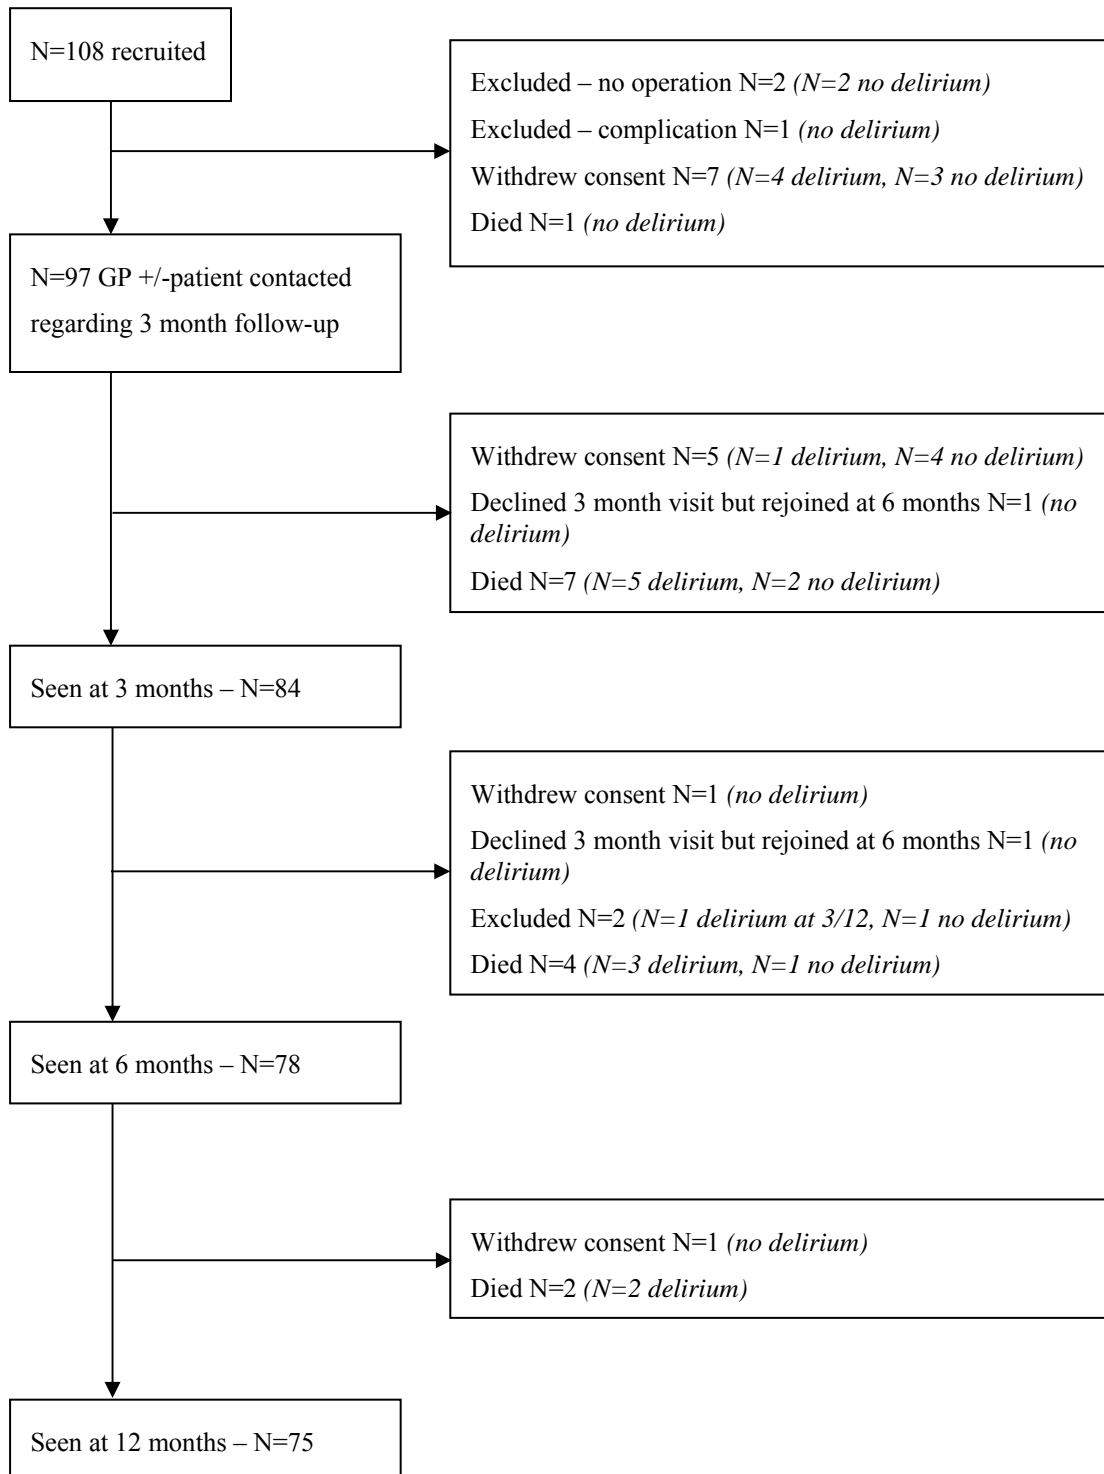 N=108 recruited
Excluded – no operation N=2 (N=2 no delirium)
Excluded – complication N=1 (no delirium)
Withdrew consent N=7 (N=4 delirium, N=3 no delirium)
Died N=1 (no delirium)
N=97 GP +/-patient contacted
regarding 3 month follow-up
Withdrew consent N=5 (N=1 delirium, N=4 no delirium)
Declined 3 month visit but rejoined at 6 months N=1 (no
delirium)
Died N=7 (N=5 delirium, N=2 no delirium)
Seen at 3 months – N=84
Withdrew consent N=1 (no delirium)
Declined 3 month visit but rejoined at 6 months N=1 (no
delirium)
Excluded N=2 (N=1 delirium at 3/12, N=1 no delirium)
Died N=4 (N=3 delirium, N=1 no delirium)
Seen at 6 months – N=78
Withdrew consent N=1 (no delirium)
Died N=2 (N=2 delirium)
Seen at 12 months – N=75